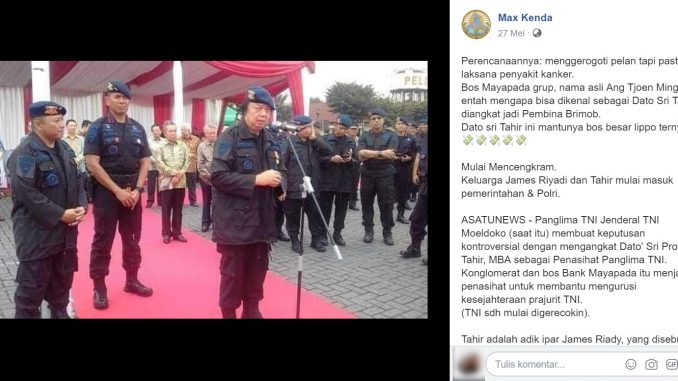 Max Kenda
27 Mei
Perencanaannya: menggerogoti pelan tapi past
laksana penyakit kanker.
Bos Mayapada grup, nama asli Ang Tjoen Ming
entah mengapa bisa dikenal sebagai Dato Sri T
diangkat jadi Pembina Brimob.
Dato sri Tahir ini mantunya bos besar lippo tern
Mulai Mencengkram.
Keluarga James Riyadi dan Tahir mulai masuk
pemerintahan & Polri.
ASATUNEWS - Panglima TNI Jenderal TNI
Moeldoko (saat itu) membuat keputusan
kontroversial dengan mengangkat Dato' Sri Pro
Tahir, MBA sebagai Penasihat Panglima TNI.
Konglomerat dan bos Bank Mayapada itu menja
penasihat untuk membantu mengurusi
kesejahteraan prajurit TNI.
(TNI sdh mulai digerecokin).
Tahir adalah adik ipar James Riady, yang disebu
Tulis komentar...
GIF